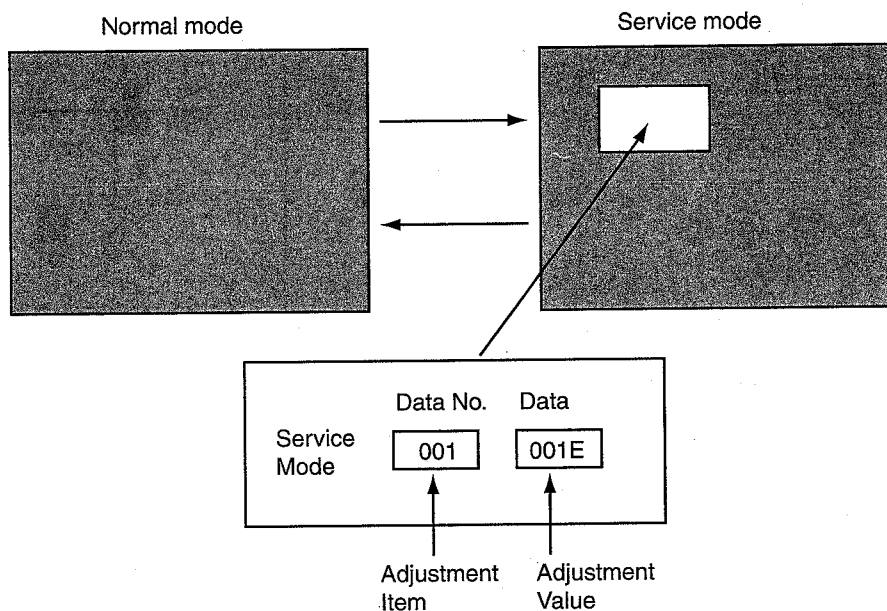 Normal mode
Service mode
Data No. Data
Service
Mode
001
001E
Adjustment
Item
Adjustment
Value